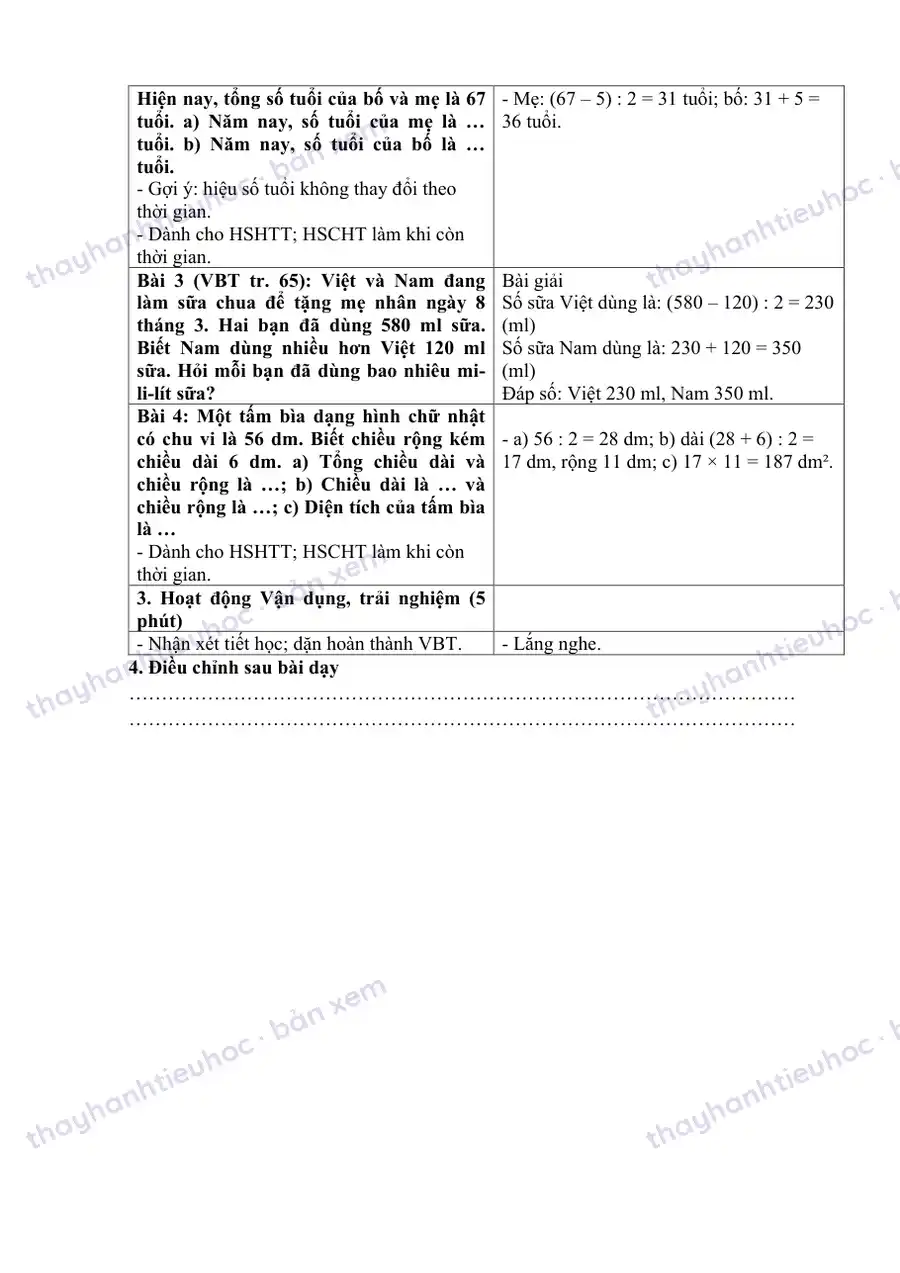 Hiện nay, tổng số tuổi của bố và mẹ là 67
tuổi. a) Năm nay, số tuổi của mẹ là …
tuổi. b) Năm nay, số tuổi của bố là …
tuổi.
- Gợi ý: hiệu số tuổi không thay đổi theo
thời gian.
- Dành cho HSHTT; HSCHT làm khi còn
thời gian.
- Mẹ: (67 – 5) : 2 = 31 tuổi; bố: 31 + 5 =
36 tuổi.
Bài 3 (VBT tr. 65): Việt và Nam đang
làm sữa chua để tặng mẹ nhân ngày 8
tháng 3. Hai bạn đã dùng 580 ml sữa.
Biết Nam dùng nhiều hơn Việt 120 ml
sữa. Hỏi mỗi bạn đã dùng bao nhiêu mi-
li-lít sữa?
Bài giải
Số sữa Việt dùng là: (580 – 120) : 2 = 230
(ml)
Số sữa Nam dùng là: 230 + 120 = 350
(ml)
Đáp số: Việt 230 ml, Nam 350 ml.
Bài 4: Một tấm bìa dạng hình chữ nhật
có chu vi là 56 dm. Biết chiều rộng kém
chiều dài 6 dm. a) Tổng chiều dài và
chiều rộng là …; b) Chiều dài là … và
chiều rộng là …; c) Diện tích của tấm bìa
là …
- Dành cho HSHTT; HSCHT làm khi còn
thời gian.
- a) 56 : 2 = 28 dm; b) dài (28 + 6) : 2 =
17 dm, rộng 11 dm; c) 17 × 11 = 187 dm².
3. Hoạt động Vận dụng, trải nghiệm (5
phút)
- Nhận xét tiết học; dặn hoàn thành VBT.
- Lắng nghe.
4. Điều chỉnh sau bài dạy
……………………………………………………………………………………
……………………………………………………………………………………
thayhanhtieuhoc · bản xem
thayhanhtieuhoc · b
thayhanhtieuhoc · bản xem
thayhanhtieuhoc · b
thayhanhtieuhoc · bản xem
thayhanhtieuhoc · b